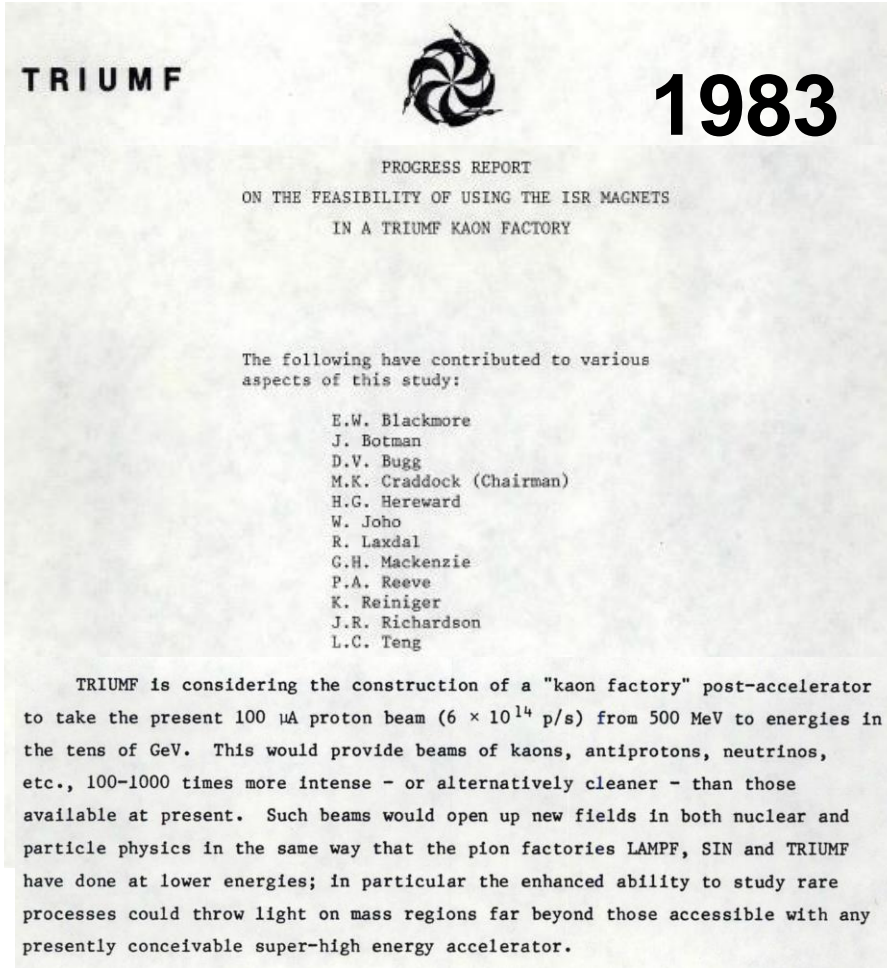 TRIUMF
1983
PROGRESS REPORT
ON THE FEASIBILITY OF USING THE ISR MAGNETS
IN A TRIUMF KAON FACTORY
The following have contributed to various
aspects of this study:
E.W. Blackmore
J. Botman
D.V. Bugg
M.K. Craddock (Chairman)
H.G. Hereward
W. Joho
R. Laxdal
G.H. Mackenzie
P.A. Reeve
K. Reiniger
J.R. Richardson
L.C. Teng
TRIUMF is considering the construction of a "kaon factory" post-accelerator
to take the present 100 μA proton beam (6 × 10¹⁴ p/s) from 500 MeV to energies in
the tens of GeV. This would provide beams of kaons, antiprotons, neutrinos,
etc., 100-1000 times more intense - or alternatively cleaner - than those
available at present. Such beams would open up new fields in both nuclear and
particle physics in the same way that the pion factories LAMPF, SIN and TRIUMF
have done at lower energies; in particular the enhanced ability to study rare
processes could throw light on mass regions far beyond those accessible with any
presently conceivable super-high energy accelerator.